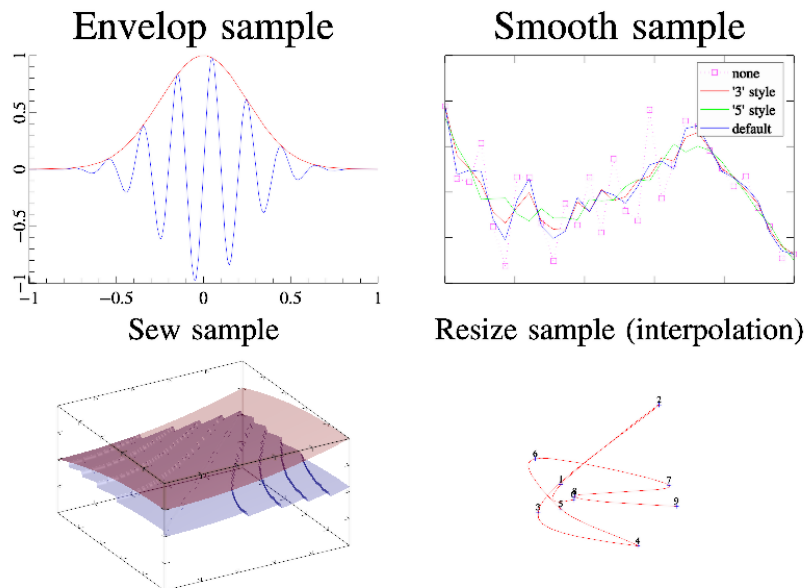 Envelop sample
Smooth sample
1
0.5
0
−0.5
−1
−1
−0.5
0
0.5
1
none
'3' style
'5' style
default
Sew sample
Resize sample (interpolation)
2
6
1
7
3
5
9
4